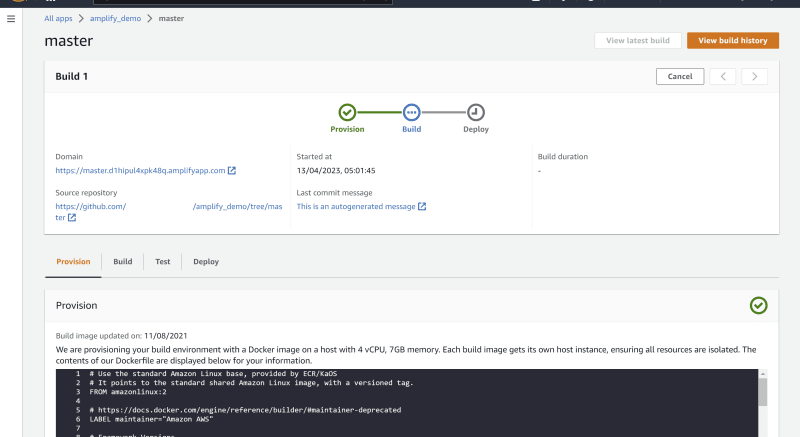 All apps > amplify_demo > master
master
View latest build
View build history
Build 1
Cancel
Provision
Build
Deploy
Domain
https://master.d1hipul4xpk48q.amplifyapp.com
Started at
13/04/2023, 05:01:45
Build duration
-
Source repository
https://github.com/ /amplify_demo/tree/mas
ter
Last commit message
This is an autogenerated message
Provision
Build
Test
Deploy
Provision
Build image updated on: 11/08/2021
We are provisioning your build environment with a Docker image on a host with 4 vCPU, 7GB memory. Each build image gets its own host instance, ensuring all resources are isolated. The
contents of our Dockerfile are displayed below for your information.
1 # Use the standard Amazon Linux base, provided by ECR/KaOS
2 # It points to the standard shared Amazon Linux image, with a versioned tag.
3 FROM amazonlinux:2
4
5 # https://docs.docker.com/engine/reference/builder/#maintainer-deprecated
6 LABEL maintainer="Amazon AWS"
7
8 # Framework Versions